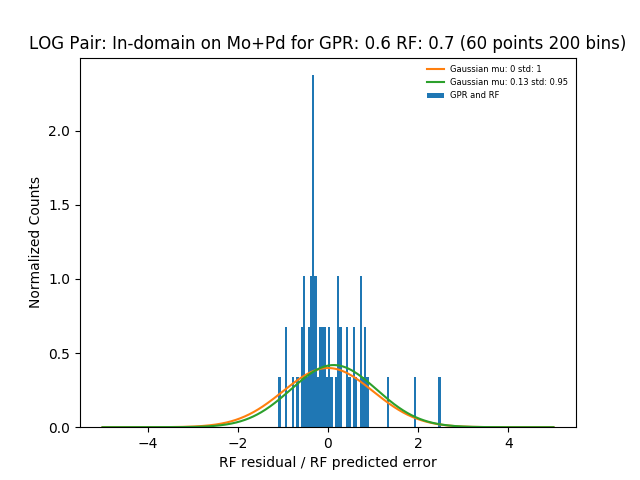 LOG Pair: In-domain on Mo+Pd for GPR: 0.6 RF: 0.7 (60 points 200 bins)
Gaussian mu: 0 std: 1
Gaussian mu: 0.13 std: 0.95
GPR and RF
Normalized Counts
2.0
1.5
1.0
0.5
0.0
−4 −2 0 2 4
RF residual / RF predicted error